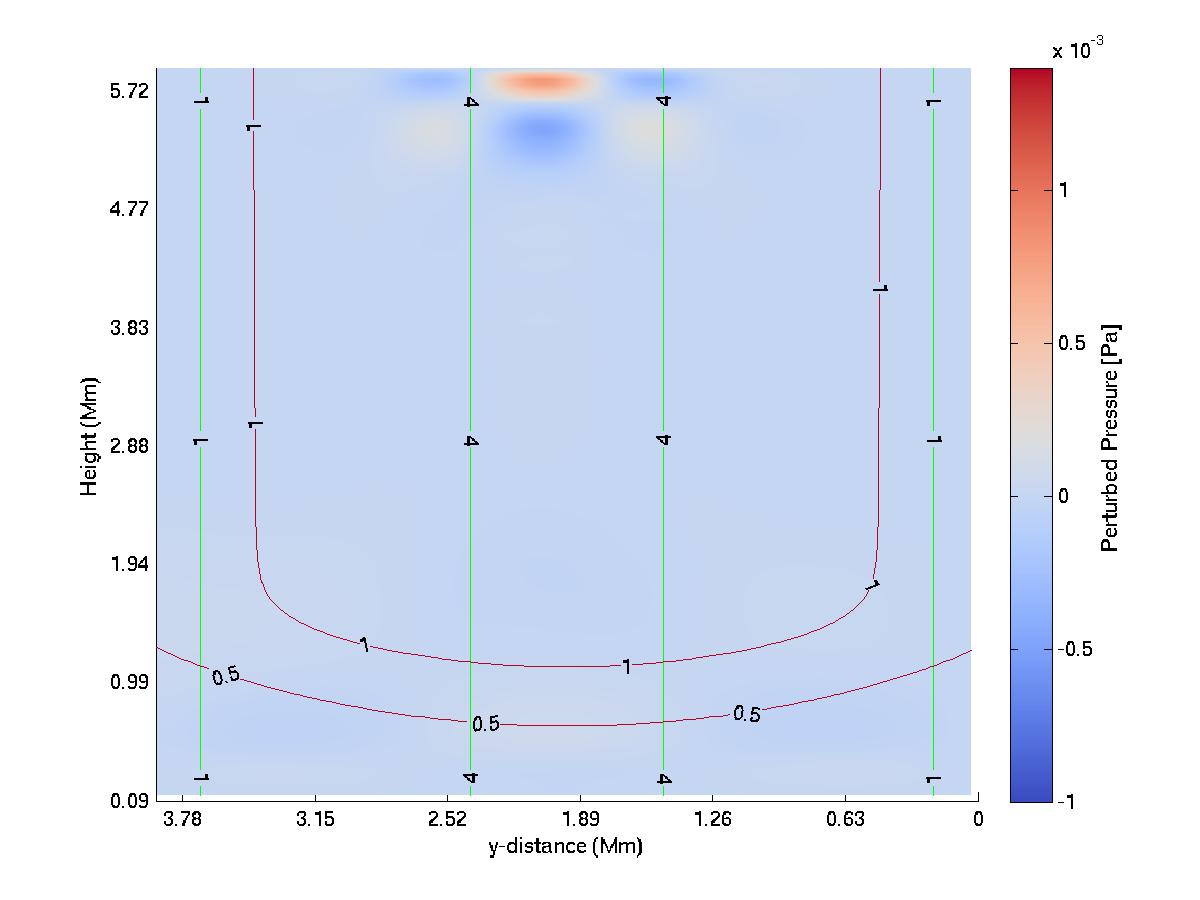 x 10-3
5.72
4.77
3.83
2.88
1.94
0.99
0.09
Height (Mm)
1 1 4 4 1
1
1 4 4 1
1
1
1 1
0.5 0.5 0.5
1 4 4 1
3.78 3.15 2.52 1.89 1.26 0.63 0
y-distance (Mm)
1
0.5
0
-0.5
-1
Perturbed Pressure [Pa]